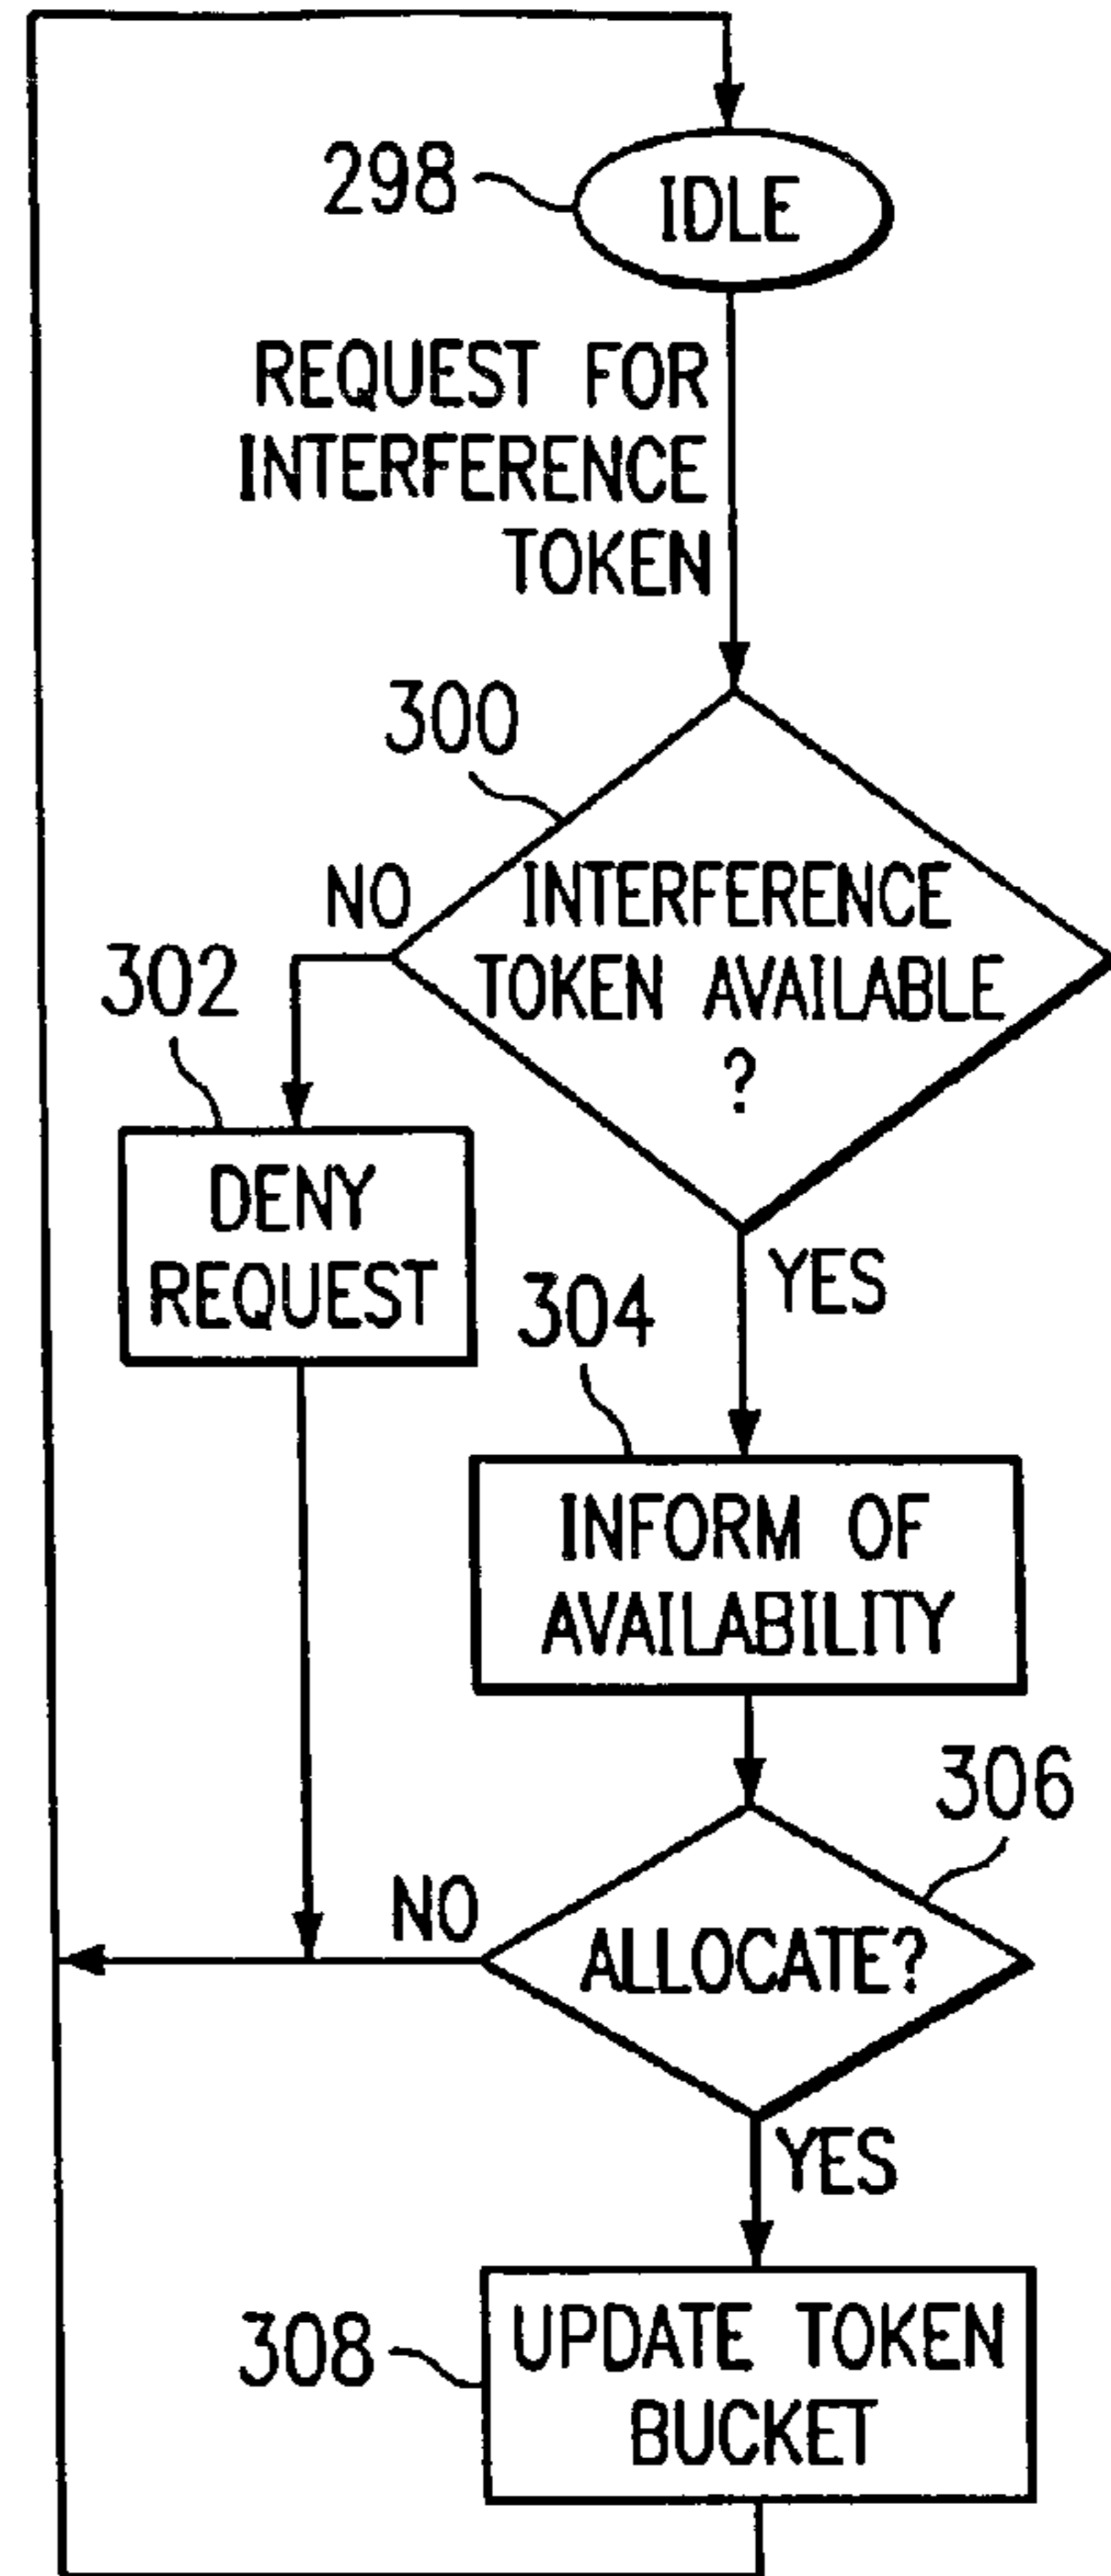 298
IDLE
REQUEST FOR
INTERFERENCE
TOKEN
300
NO
INTERFERENCE
TOKEN AVAILABLE
?
302
DENY
REQUEST
YES
304
INFORM OF
AVAILABILITY
306
NO
ALLOCATE?
YES
308
UPDATE TOKEN
BUCKET